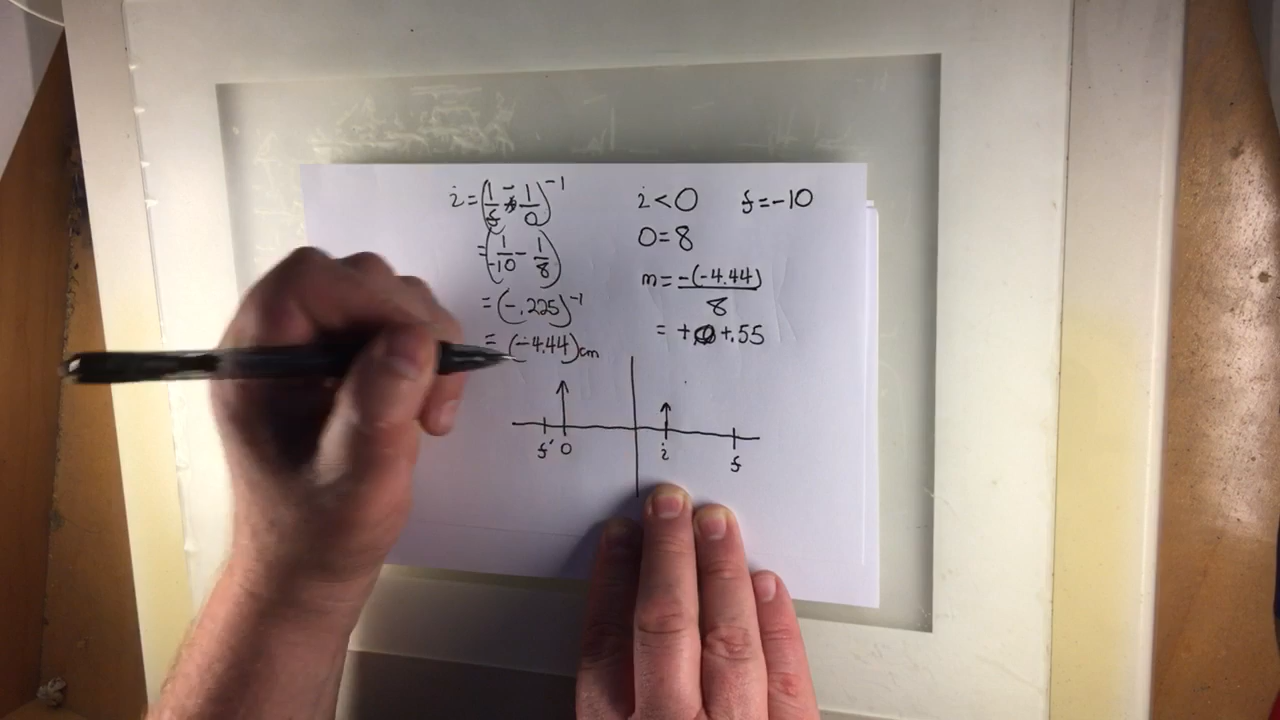 i = (1/f - 1/o)^-1
= (1/-10 - 1/8)
= (-.225)^-1
= (-4.44) cm
i < 0 f = -10
o = 8
m = -(-4.44)/8
= + +.55
f' o i f